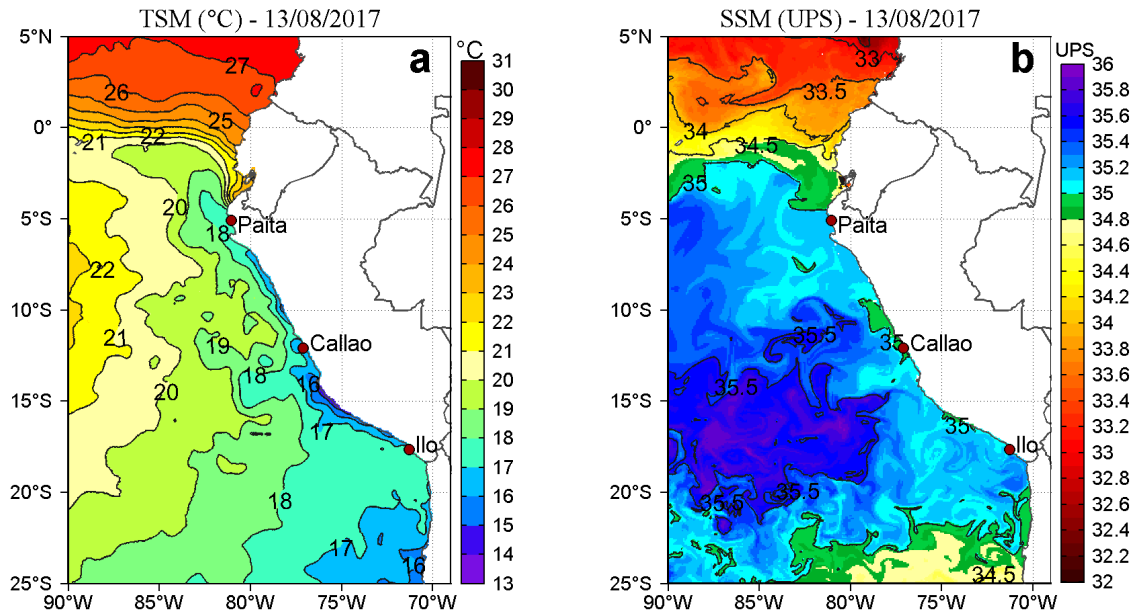 TSM (°C) - 13/08/2017
5°N
0°
5°S
10°S
15°S
20°S
25°S
90°W
85°W
80°W
75°W
70°W
a
27
26
25
22
21
20
18
22
21
19
20
18
16
17
18
17
16
Paita
Callao
Ilo
°C
31
30
29
28
27
26
25
24
23
22
21
20
19
18
17
16
15
14
13
SSM (UPS) - 13/08/2017
5°N
0°
5°S
10°S
15°S
20°S
25°S
90°W
85°W
80°W
75°W
70°W
b
33
33.5
34
34.5
35
35.5
35
35.5
35
35.5
35.5
34.5
Paita
Callao
Ilo
UPS
36
35.8
35.6
35.4
35.2
35
34.8
34.6
34.4
34.2
34
33.8
33.6
33.4
33.2
33
32.8
32.6
32.4
32.2
32